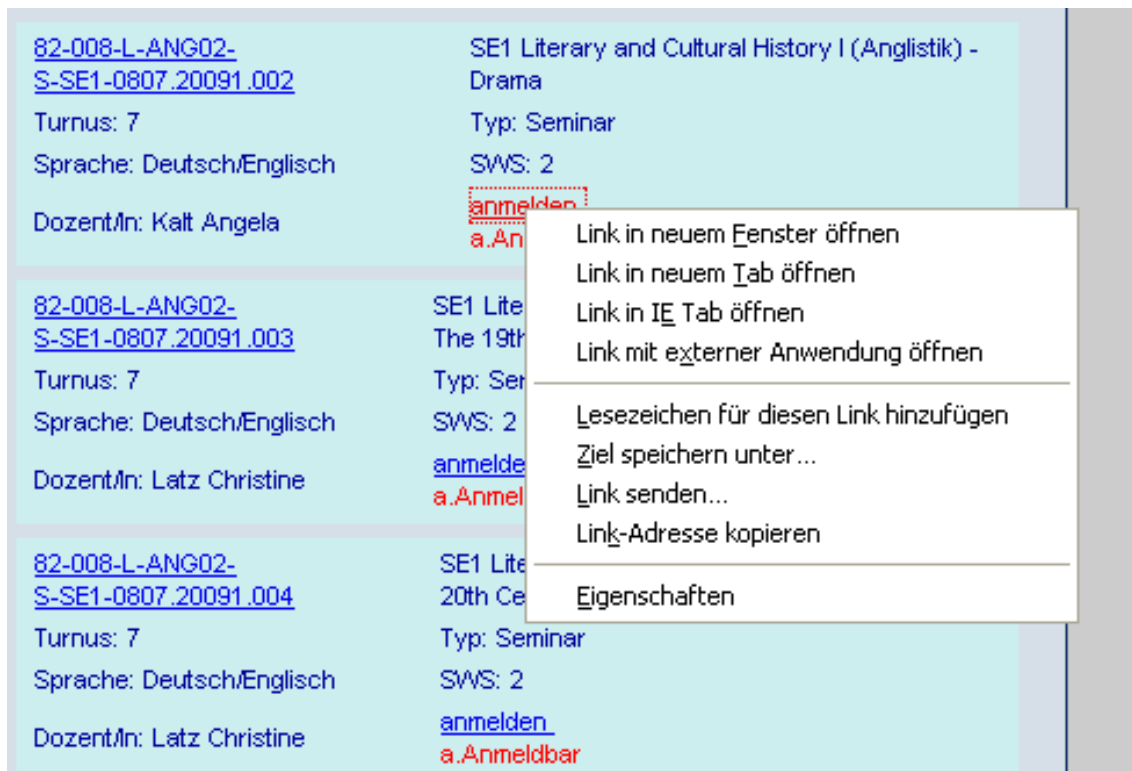 82-008-L-ANG02-
S-SE1-0807.20091.002
SE1 Literary and Cultural History I (Anglistik) -
Drama
Turnus: 7
Typ: Seminar
Sprache: Deutsch/Englisch
SWS: 2
Dozent/in: Kalt Angela
anmelden
a.An
82-008-L-ANG02-
S-SE1-0807.20091.003
SE1 Lite
The 19th
Turnus: 7
Typ: Ser
Sprache: Deutsch/Englisch
SWS: 2
Dozent/in: Latz Christine
anmelde
a.Anmel
82-008-L-ANG02-
S-SE1-0807.20091.004
SE1 Lite
20th Ce
Turnus: 7
Typ: Seminar
Sprache: Deutsch/Englisch
SWS: 2
Dozent/in: Latz Christine
anmelden
a.Anmeldbar
Link in neuem Fenster öffnen
Link in neuem Tab öffnen
Link in IE Tab öffnen
Link mit externer Anwendung öffnen
Lesezeichen für diesen Link hinzufügen
Ziel speichern unter...
Link senden...
Link-Adresse kopieren
Eigenschaften